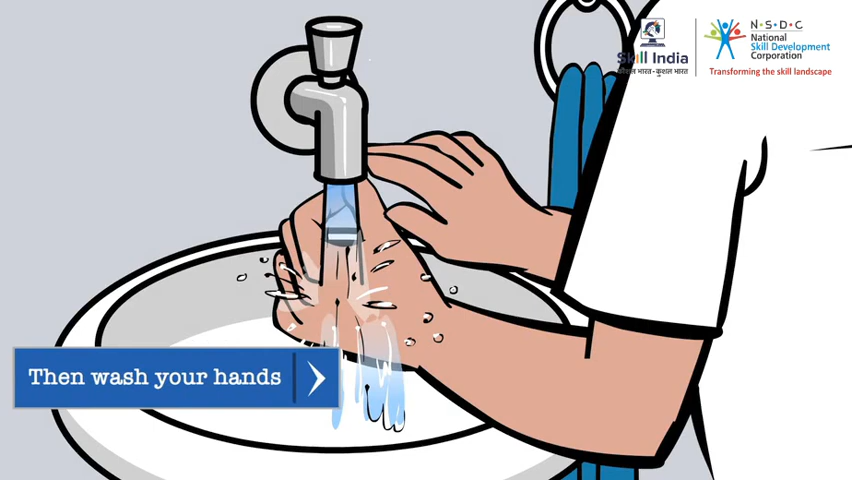 Skill India
कौशल भारत-कुशल भारत
N·S·D·C
National
Skill Development
Corporation
Transforming the skill landscape
Then wash your hands